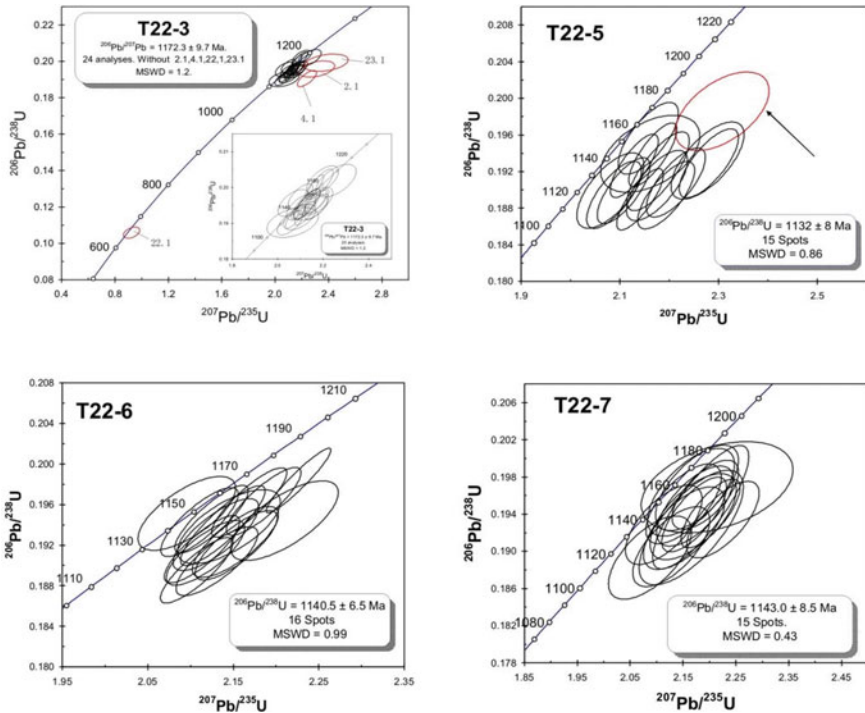 T22-3
206Pb/207Pb = 1172.3 ± 9.7 Ma.
24 analyses. Without 2.1,4.1,22,1,23.1
MSWD = 1.2.
206Pb/238U
0.22
0.20
0.18
0.16
0.14
0.12
0.10
0.08
1200
1000
800
600
23.1
2.1
4.1
22.1
0.4 0.8 1.2 1.6 2.0 2.4 2.8
207Pb/235U
1220
T22-3
MSWD = 1.2
206Pb/238U
207Pb/235U
T22-5
206Pb/238U
0.208
0.204
0.200
0.196
0.192
0.188
0.184
0.180
1220
1200
1180
1160
1140
1120
1100
206Pb/238U = 1132 ± 8 Ma
15 Spots
MSWD = 0.86
1.9 2.1 2.3 2.5
207Pb/235U
T22-6
206Pb/238U
0.208
0.204
0.200
0.196
0.192
0.188
0.184
0.180
1210
1190
1170
1150
1130
1110
206Pb/238U = 1140.5 ± 6.5 Ma
16 Spots
MSWD = 0.99
1.95 2.05 2.15 2.25 2.35
207Pb/235U
T22-7
206Pb/238U
0.206
0.202
0.198
0.194
0.190
0.186
0.182
0.178
1200
1180
1160
1140
1120
1100
1080
206Pb/238U = 1143.0 ± 8.5 Ma
15 Spots.
MSWD = 0.43
1.85 1.95 2.05 2.15 2.25 2.35 2.45
207Pb/235U